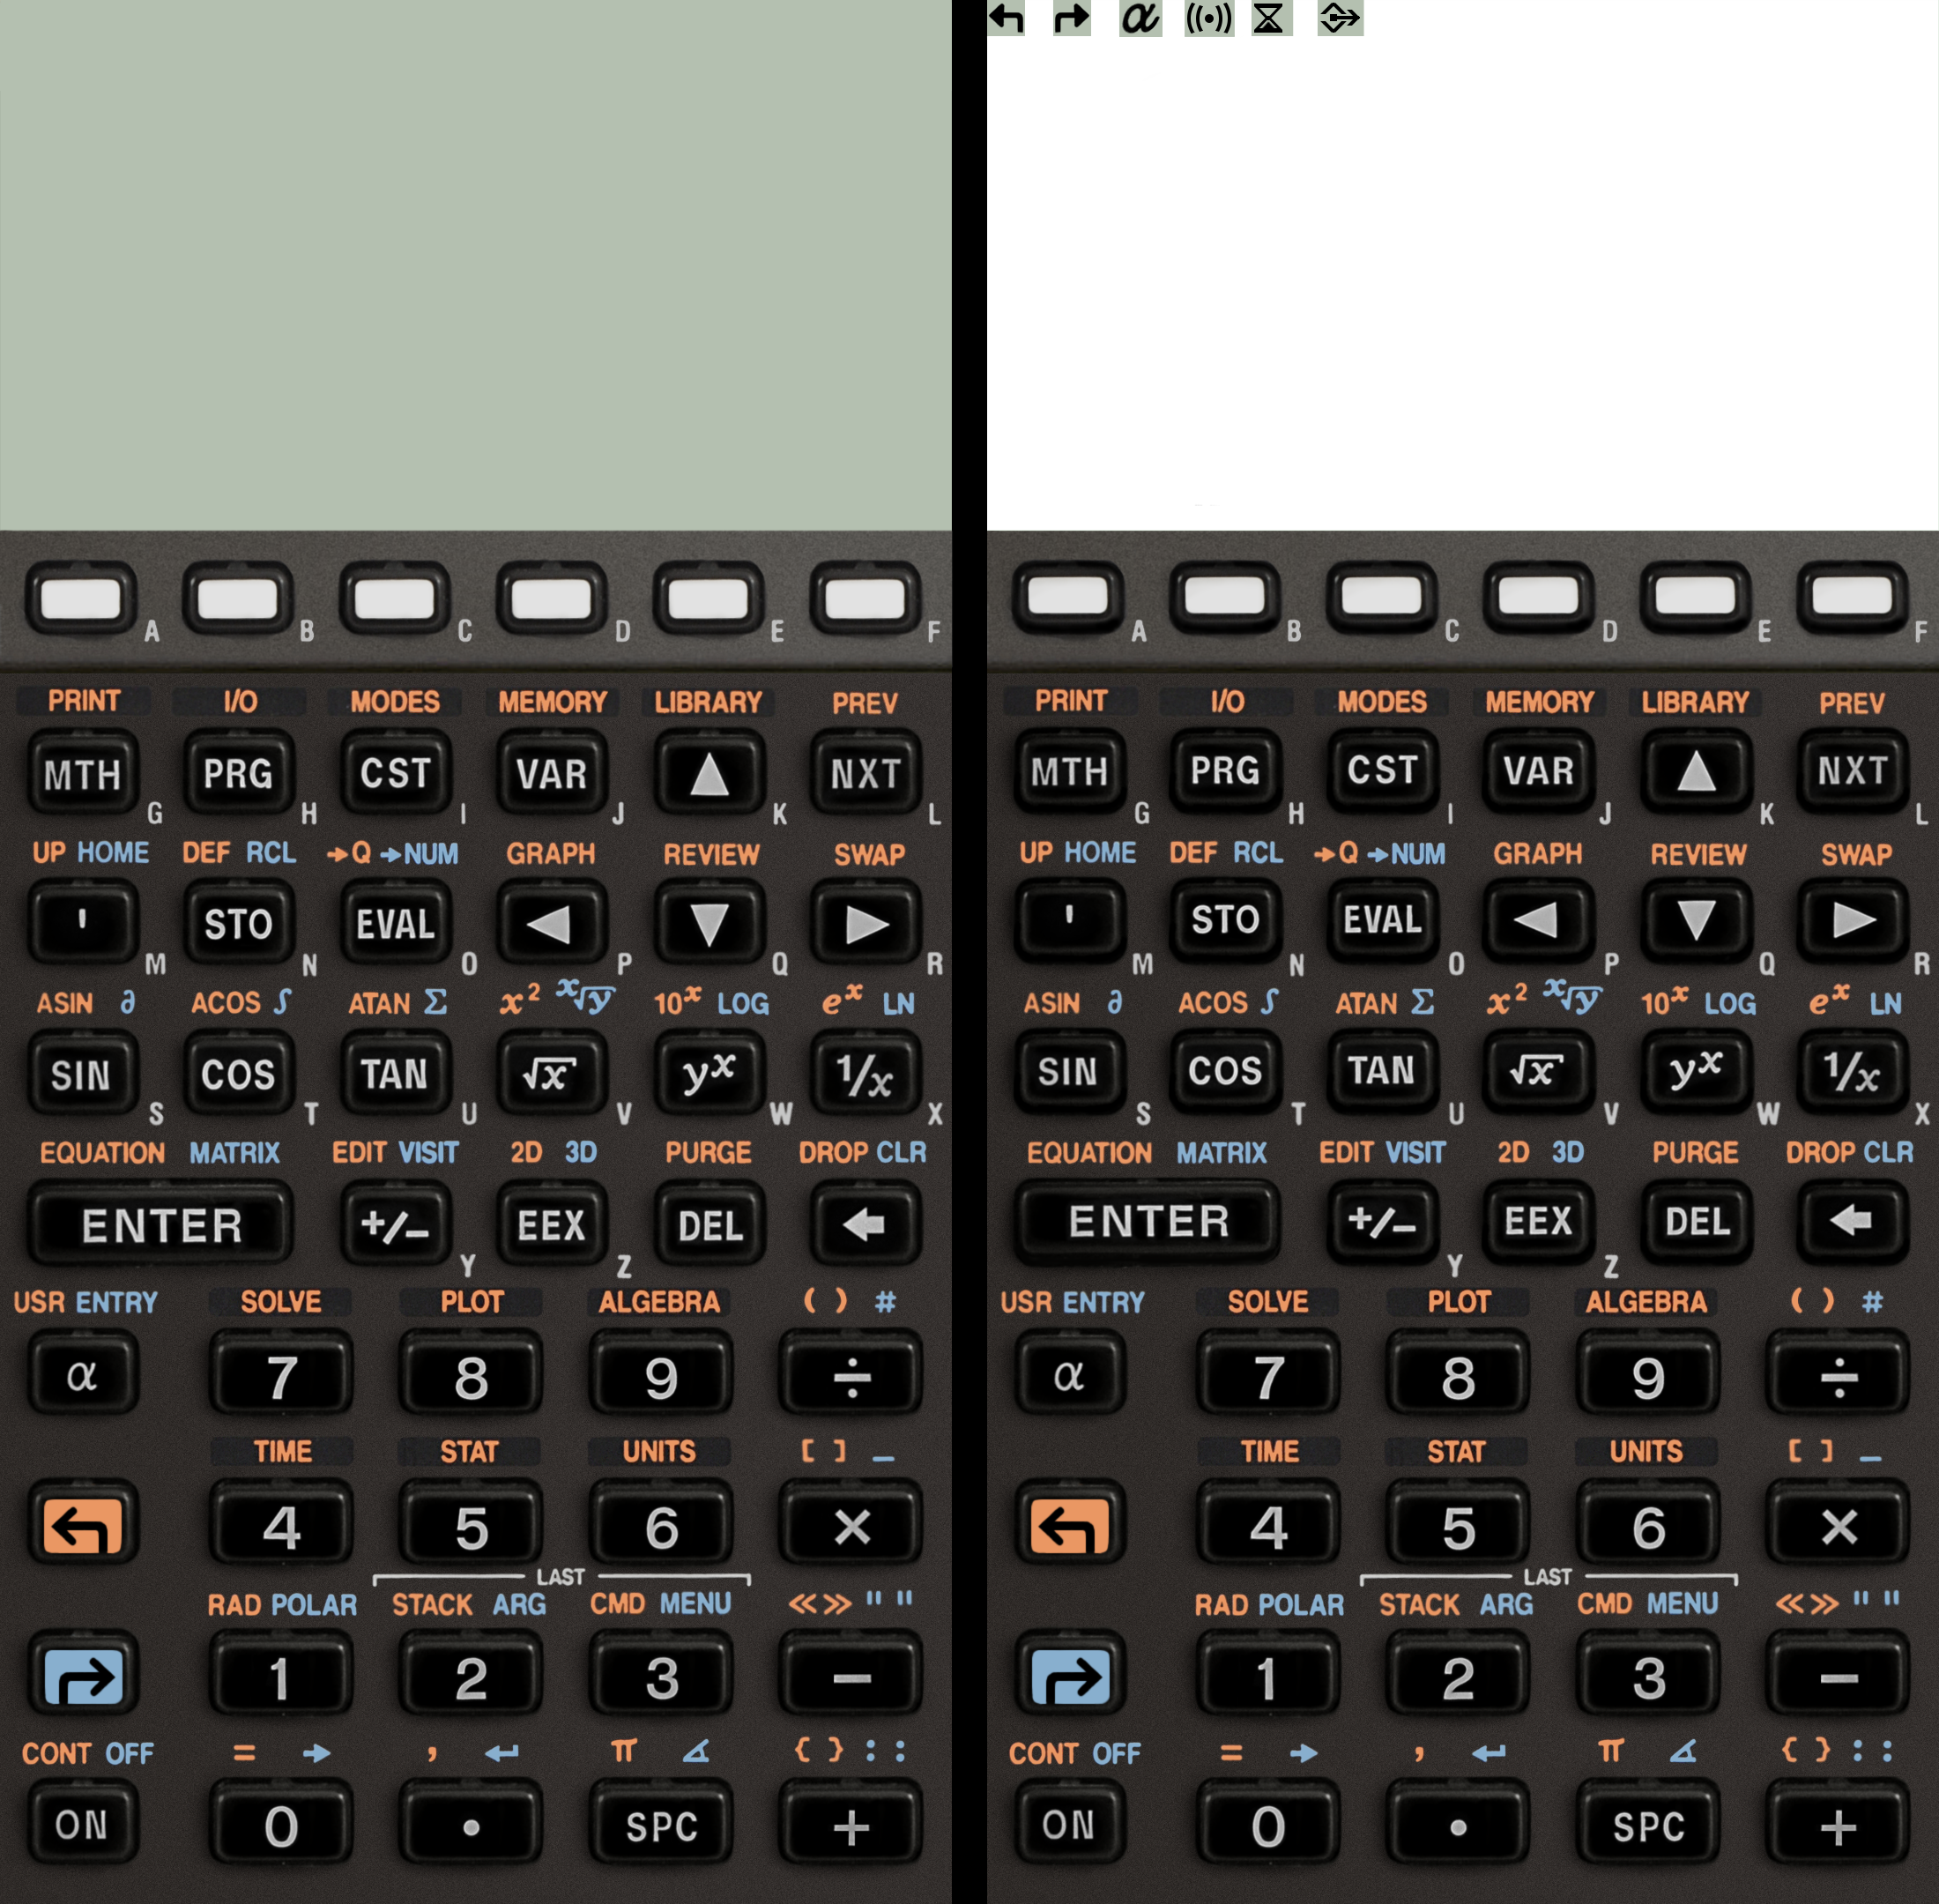 α ((•))
A B C D E F A B C D E F
PRINT I/O MODES MEMORY LIBRARY PREV PRINT I/O MODES MEMORY LIBRARY PREV
MTH PRG CST VAR ▲ NXT MTH PRG CST VAR ▲ NXT
G H I J K L G H I J K L
UP HOME DEF RCL →Q →NUM GRAPH REVIEW SWAP UP HOME DEF RCL →Q →NUM GRAPH REVIEW SWAP
' STO EVAL ◀ ▼ ▶ ' STO EVAL ◀ ▼ ▶
M N O P Q R M N O P Q R
ASIN ∂ ACOS ∫ ATAN Σ x² ˣ√y 10ˣ LOG eˣ LN ASIN ∂ ACOS ∫ ATAN Σ x² ˣ√y 10ˣ LOG eˣ LN
SIN COS TAN √x yˣ 1/x SIN COS TAN √x yˣ 1/x
S T U V W X S T U V W X
EQUATION MATRIX EDIT VISIT 2D 3D PURGE DROP CLR EQUATION MATRIX EDIT VISIT 2D 3D PURGE DROP CLR
ENTER +/− EEX DEL ← ENTER +/− EEX DEL ←
Y Z Y Z
USR ENTRY SOLVE PLOT ALGEBRA ( ) # USR ENTRY SOLVE PLOT ALGEBRA ( ) #
α 7 8 9 ÷ α 7 8 9 ÷
TIME STAT UNITS [ ] _ TIME STAT UNITS [ ] _
4 5 6 × 4 5 6 ×
LAST LAST
RAD POLAR STACK ARG CMD MENU «» " " RAD POLAR STACK ARG CMD MENU «» " "
1 2 3 − 1 2 3 −
CONT OFF = → , ↵ π ∡ { } : : CONT OFF = → , ↵ π ∡ { } : :
ON 0 . SPC + ON 0 . SPC +